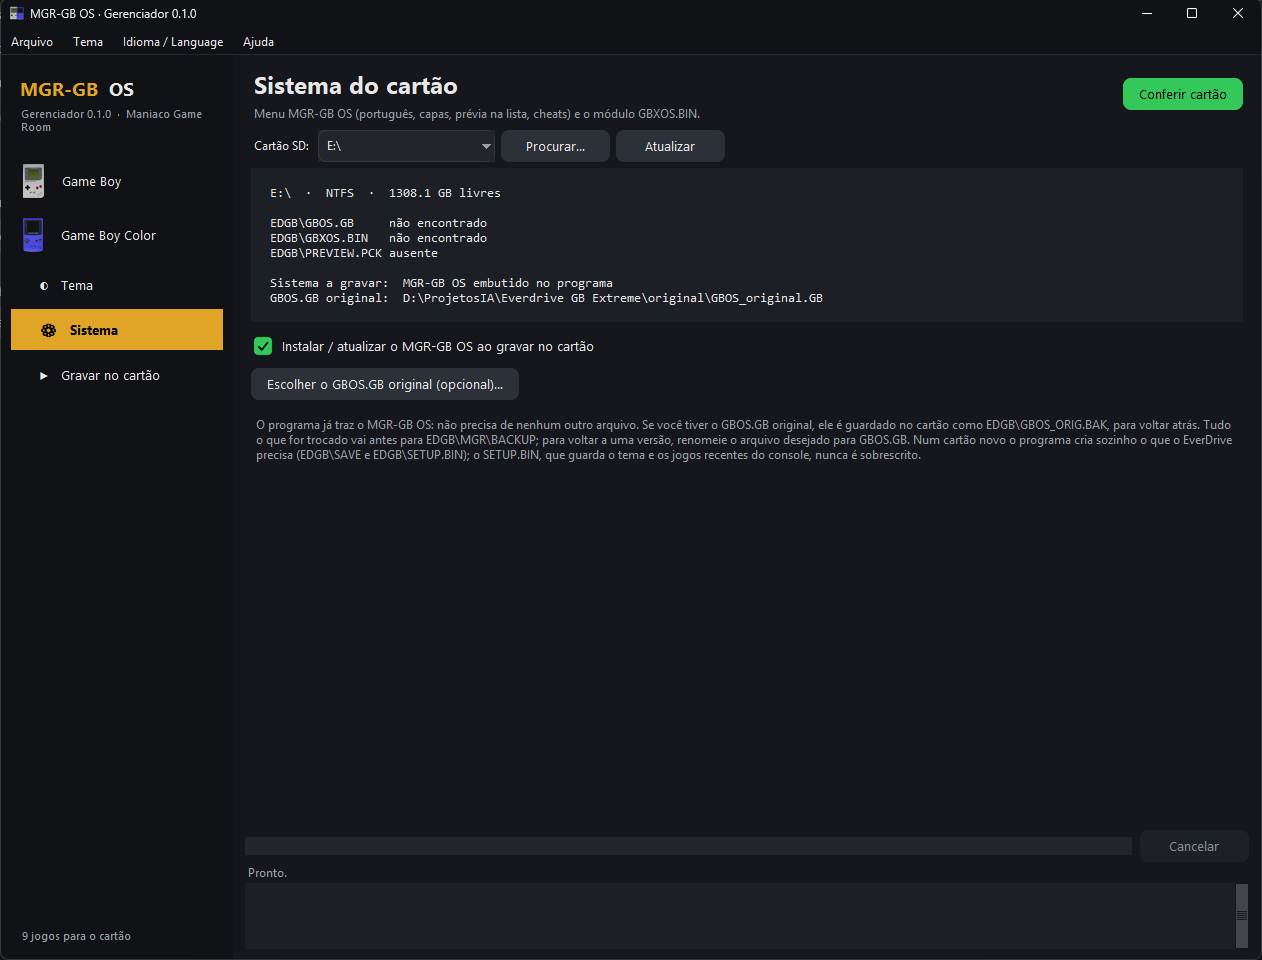 MGR-GB OS · Gerenciador 0.1.0
Arquivo Tema Idioma / Language Ajuda
MGR-GB OS
Gerenciador 0.1.0 · Maniaco Game
Room
Game Boy
Game Boy Color
Tema
Sistema
Gravar no cartão
9 jogos para o cartão
Sistema do cartão
Menu MGR-GB OS (português, capas, prévia na lista, cheats) e o módulo GBXOS.BIN.
Conferir cartão
Cartão SD: E:\ Procurar... Atualizar
E:\ · NTFS · 1308.1 GB livres
EDGB\GBOS.GB não encontrado
EDGB\GBXOS.BIN não encontrado
EDGB\PREVIEW.PCK ausente
Sistema a gravar: MGR-GB OS embutido no programa
GBOS.GB original: D:\ProjetosIA\Everdrive GB Extreme\original\GBOS_original.GB
Instalar / atualizar o MGR-GB OS ao gravar no cartão
Escolher o GBOS.GB original (opcional)...
O programa já traz o MGR-GB OS: não precisa de nenhum outro arquivo. Se você tiver o GBOS.GB original, ele é guardado no cartão como EDGB\GBOS_ORIG.BAK, para voltar atrás. Tudo
o que for trocado vai antes para EDGB\MGR\BACKUP; para voltar a uma versão, renomeie o arquivo desejado para GBOS.GB. Num cartão novo o programa cria sozinho o que o EverDrive
precisa (EDGB\SAVE e EDGB\SETUP.BIN); o SETUP.BIN, que guarda o tema e os jogos recentes do console, nunca é sobrescrito.
Cancelar
Pronto.